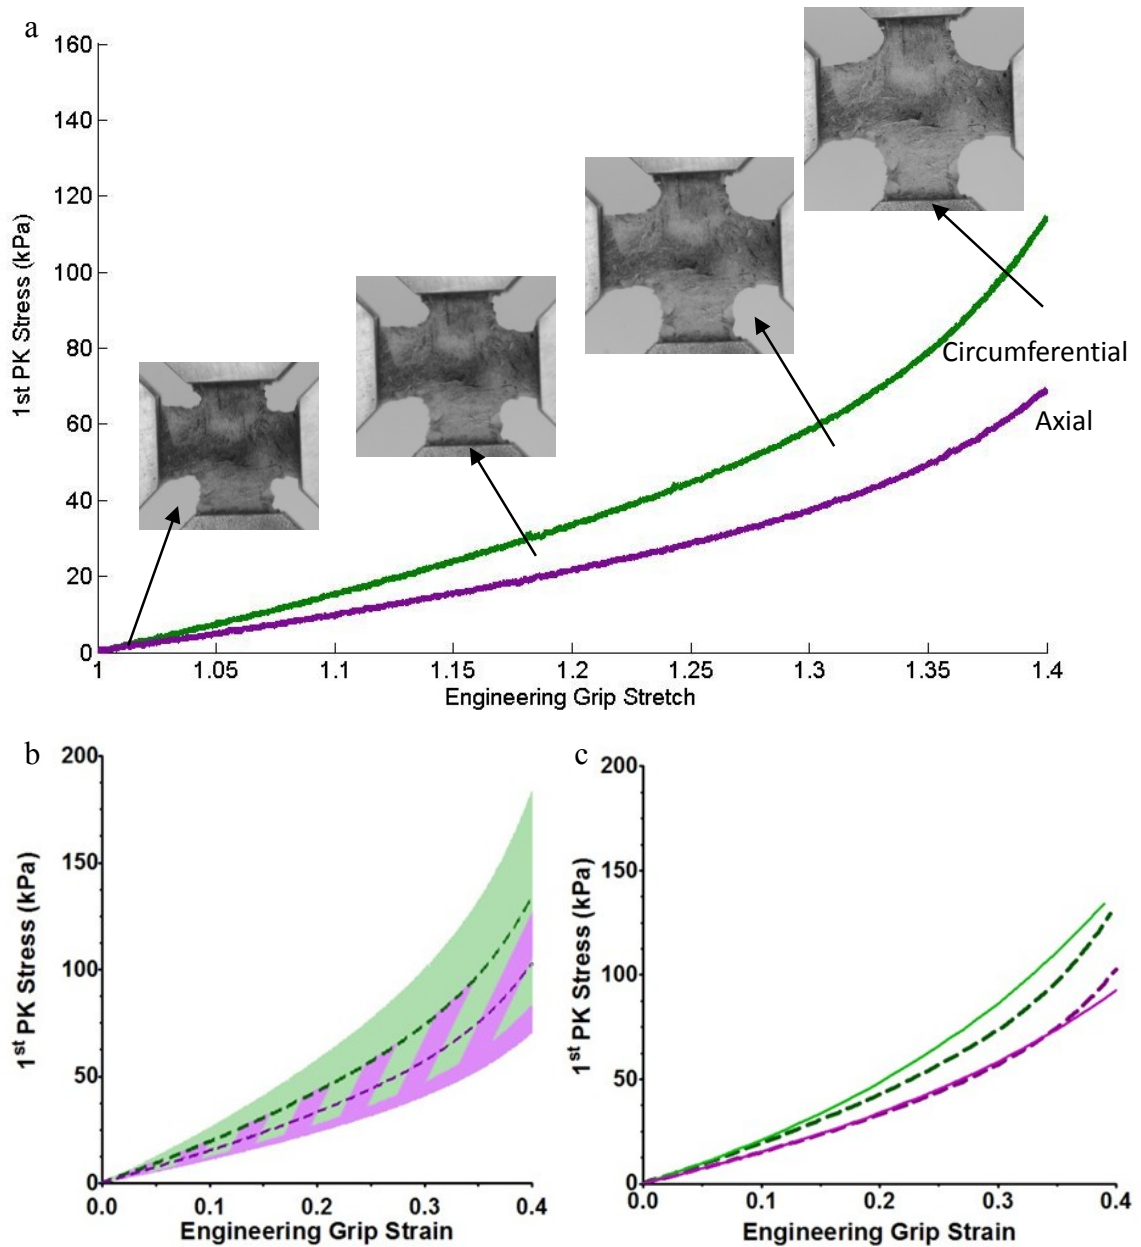 a
160
140
120
100
80
60
40
20
0
1st PK Stress (kPa)
Circumferential
Axial
1 1.05 1.1 1.15 1.2 1.25 1.3 1.35 1.4
Engineering Grip Stretch
b
200
150
100
50
0
1st PK Stress (kPa)
0.0 0.1 0.2 0.3 0.4
Engineering Grip Strain
c
200
150
100
50
0
1st PK Stress (kPa)
0.0 0.1 0.2 0.3 0.4
Engineering Grip Strain